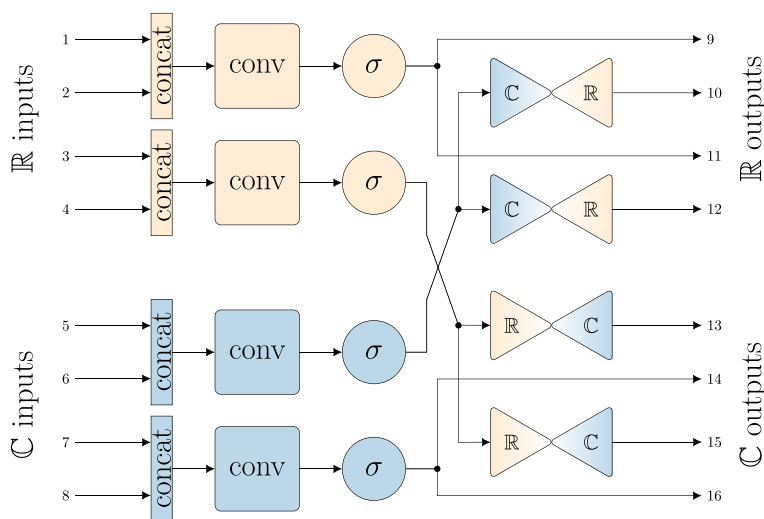 ℝ inputs
ℂ inputs
1
2
3
4
5
6
7
8
concat
concat
concat
concat
conv
conv
conv
conv
σ
σ
σ
σ
ℂ ℝ
ℂ ℝ
ℝ ℂ
ℝ ℂ
9
10
11
12
13
14
15
16
ℝ outputs
ℂ outputs